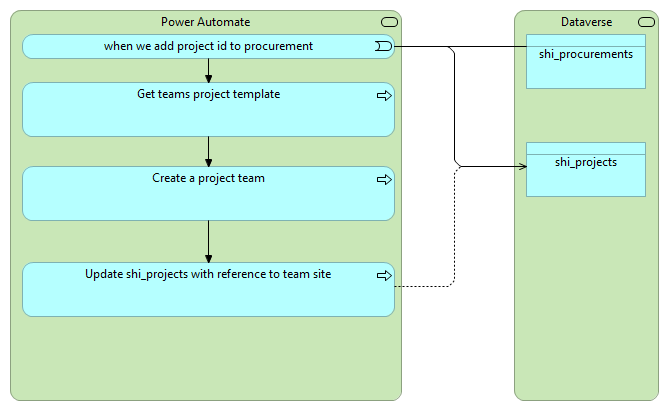 Power Automate
when we add project id to procurement
Get teams project template
Create a project team
Update shi_projects with reference to team site
Dataverse
shi_procurements
shi_projects